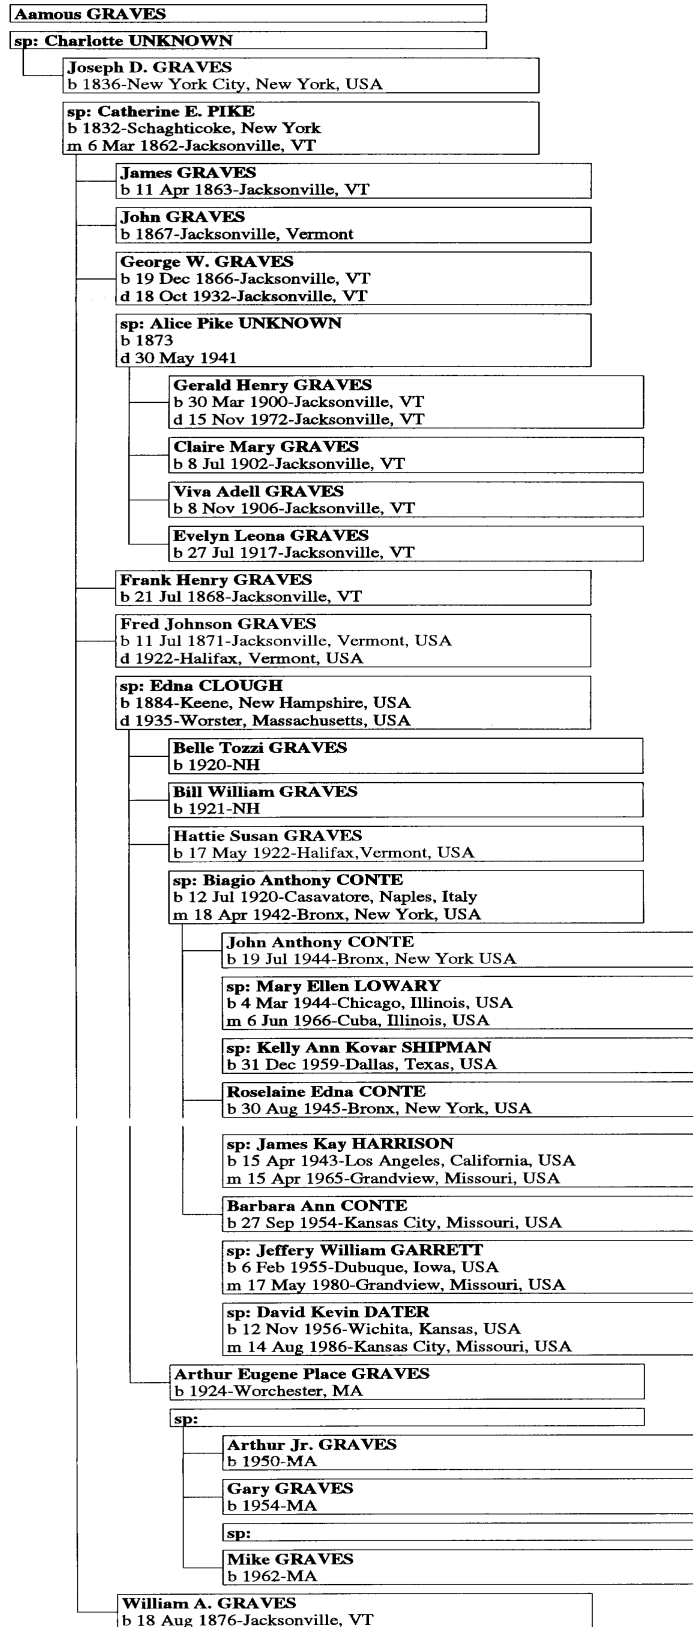 Aamous GRAVES
sp: Charlotte UNKNOWN
Joseph D. GRAVES
b 1836-New York City, New York, USA
sp: Catherine E. PIKE
b 1832-Schaghticoke, New York
m 6 Mar 1862-Jacksonville, VT
James GRAVES
b 11 Apr 1863-Jacksonville, VT
John GRAVES
b 1867-Jacksonville, Vermont
George W. GRAVES
b 19 Dec 1866-Jacksonville, VT
d 18 Oct 1932-Jacksonville, VT
sp: Alice Pike UNKNOWN
b 1873
d 30 May 1941
Gerald Henry GRAVES
b 30 Mar 1900-Jacksonville, VT
d 15 Nov 1972-Jacksonville, VT
Claire Mary GRAVES
b 8 Jul 1902-Jacksonville, VT
Viva Adell GRAVES
b 8 Nov 1906-Jacksonville, VT
Evelyn Leona GRAVES
b 27 Jul 1917-Jacksonville, VT
Frank Henry GRAVES
b 21 Jul 1868-Jacksonville, VT
Fred Johnson GRAVES
b 11 Jul 1871-Jacksonville, Vermont, USA
d 1922-Halifax, Vermont, USA
sp: Edna CLOUGH
b 1884-Keene, New Hampshire, USA
d 1935-Worster, Massachusetts, USA
Belle Tozzi GRAVES
b 1920-NH
Bill William GRAVES
b 1921-NH
Hattie Susan GRAVES
b 17 May 1922-Halifax,Vermont, USA
sp: Biagio Anthony CONTE
b 12 Jul 1920-Casavatore, Naples, Italy
m 18 Apr 1942-Bronx, New York, USA
John Anthony CONTE
b 19 Jul 1944-Bronx, New York USA
sp: Mary Ellen LOWARY
b 4 Mar 1944-Chicago, Illinois, USA
m 6 Jun 1966-Cuba, Illinois, USA
sp: Kelly Ann Kovar SHIPMAN
b 31 Dec 1959-Dallas, Texas, USA
Roselaine Edna CONTE
b 30 Aug 1945-Bronx, New York, USA
sp: James Kay HARRISON
b 15 Apr 1943-Los Angeles, California, USA
m 15 Apr 1965-Grandview, Missouri, USA
Barbara Ann CONTE
b 27 Sep 1954-Kansas City, Missouri, USA
sp: Jeffery William GARRETT
b 6 Feb 1955-Dubuque, Iowa, USA
m 17 May 1980-Grandview, Missouri, USA
sp: David Kevin DATER
b 12 Nov 1956-Wichita, Kansas, USA
m 14 Aug 1986-Kansas City, Missouri, USA
Arthur Eugene Place GRAVES
b 1924-Worchester, MA
sp:
Arthur Jr. GRAVES
b 1950-MA
Gary GRAVES
b 1954-MA
sp:
Mike GRAVES
b 1962-MA
William A. GRAVES
b 18 Aug 1876-Jacksonville, VT